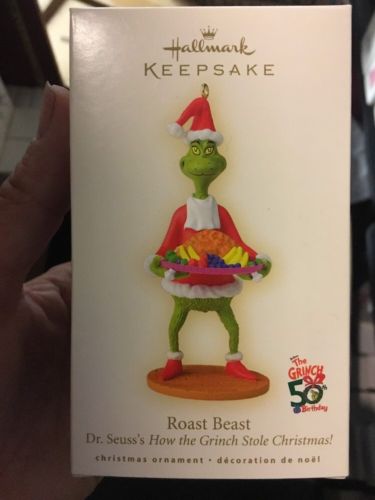 Hallmark
KEEPSAKE
The
GRINCH
50th
Birthday
Roast Beast
Dr. Seuss's How the Grinch Stole Christmas!
christmas ornament • décoration de noël